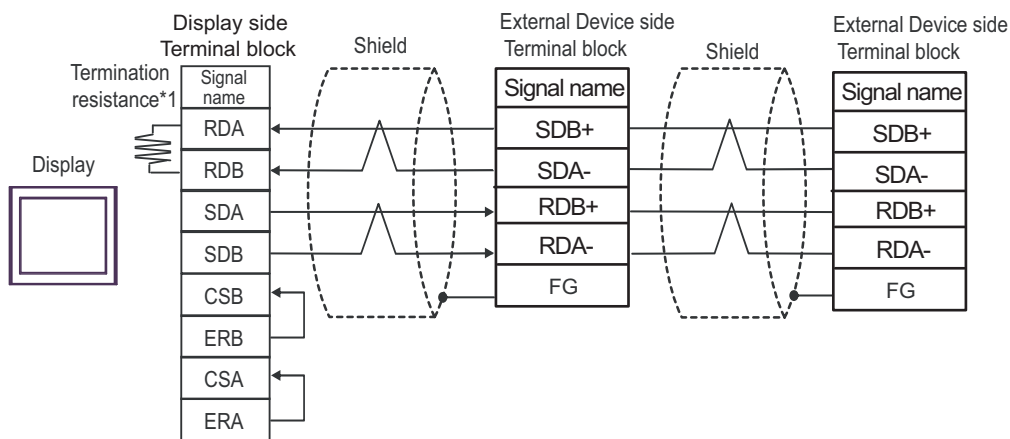 Display side
Terminal block
Shield
External Device side
Terminal block
Shield
External Device side
Terminal block
Termination
resistance*1
Display
Signal
name
RDA
RDB
SDA
SDB
CSB
ERB
CSA
ERA
Signal name
SDB+
SDA-
RDB+
RDA-
FG
Signal name
SDB+
SDA-
RDB+
RDA-
FG